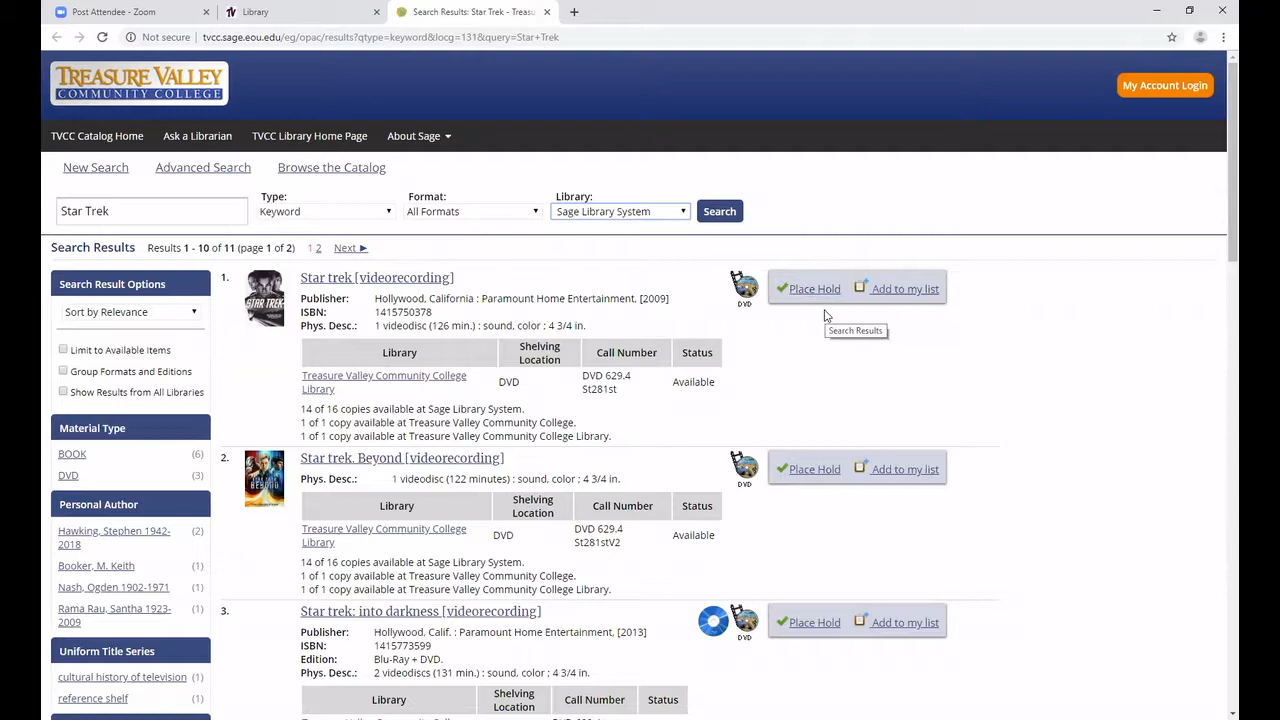 Post Attendee - Zoom
Library
Search Results: Star Trek - Treasu
Not secure
tvcc.sage.eou.edu/eg/opac/results?qtype=keyword&locg=131&query=Star+Trek
TREASURE VALLEY
COMMUNITY COLLEGE
My Account Login
TVCC Catalog Home Ask a Librarian TVCC Library Home Page About Sage
New Search Advanced Search Browse the Catalog
Type: Format: Library:
Star Trek Keyword All Formats Sage Library System Search
Search Results Results 1 - 10 of 11 (page 1 of 2) 1 2 Next
Search Result Options
Sort by Relevance
Limit to Available Items
Group Formats and Editions
Show Results from All Libraries
Material Type
BOOK (6)
DVD (3)
Personal Author
Hawking, Stephen 1942-
2018 (2)
Booker, M. Keith (1)
Nash, Ogden 1902-1971 (1)
Rama Rau, Santha 1923-
2009 (1)
Uniform Title Series
cultural history of television (1)
reference shelf (1)
1.
STAR TREK
Star trek [videorecording]
Publisher: Hollywood, California : Paramount Home Entertainment, [2009]
ISBN: 1415750378
Phys. Desc.: 1 videodisc (126 min.) : sound, color ; 4 3/4 in.
DVD
Place Hold Add to my list
Search Results
Library Shelving Location Call Number Status
Treasure Valley Community College
Library DVD DVD 629.4
St281st Available
14 of 16 copies available at Sage Library System.
1 of 1 copy available at Treasure Valley Community College.
1 of 1 copy available at Treasure Valley Community College Library.
2.
Star trek. Beyond [videorecording]
Phys. Desc.: 1 videodisc (122 minutes) : sound, color ; 4 3/4 in.
DVD
Place Hold Add to my list
Library Shelving Location Call Number Status
Treasure Valley Community College
Library DVD DVD 629.4
St281stV2 Available
14 of 16 copies available at Sage Library System.
1 of 1 copy available at Treasure Valley Community College.
1 of 1 copy available at Treasure Valley Community College Library.
3.
Star trek: into darkness [videorecording]
Publisher: Hollywood, Calif. : Paramount Home Entertainment, [2013]
ISBN: 1415773599
Edition: Blu-Ray + DVD.
Phys. Desc.: 2 videodiscs (131 min.) : sound, color ; 4 3/4 in.
DVD
Place Hold Add to my list
Library Shelving Location Call Number Status